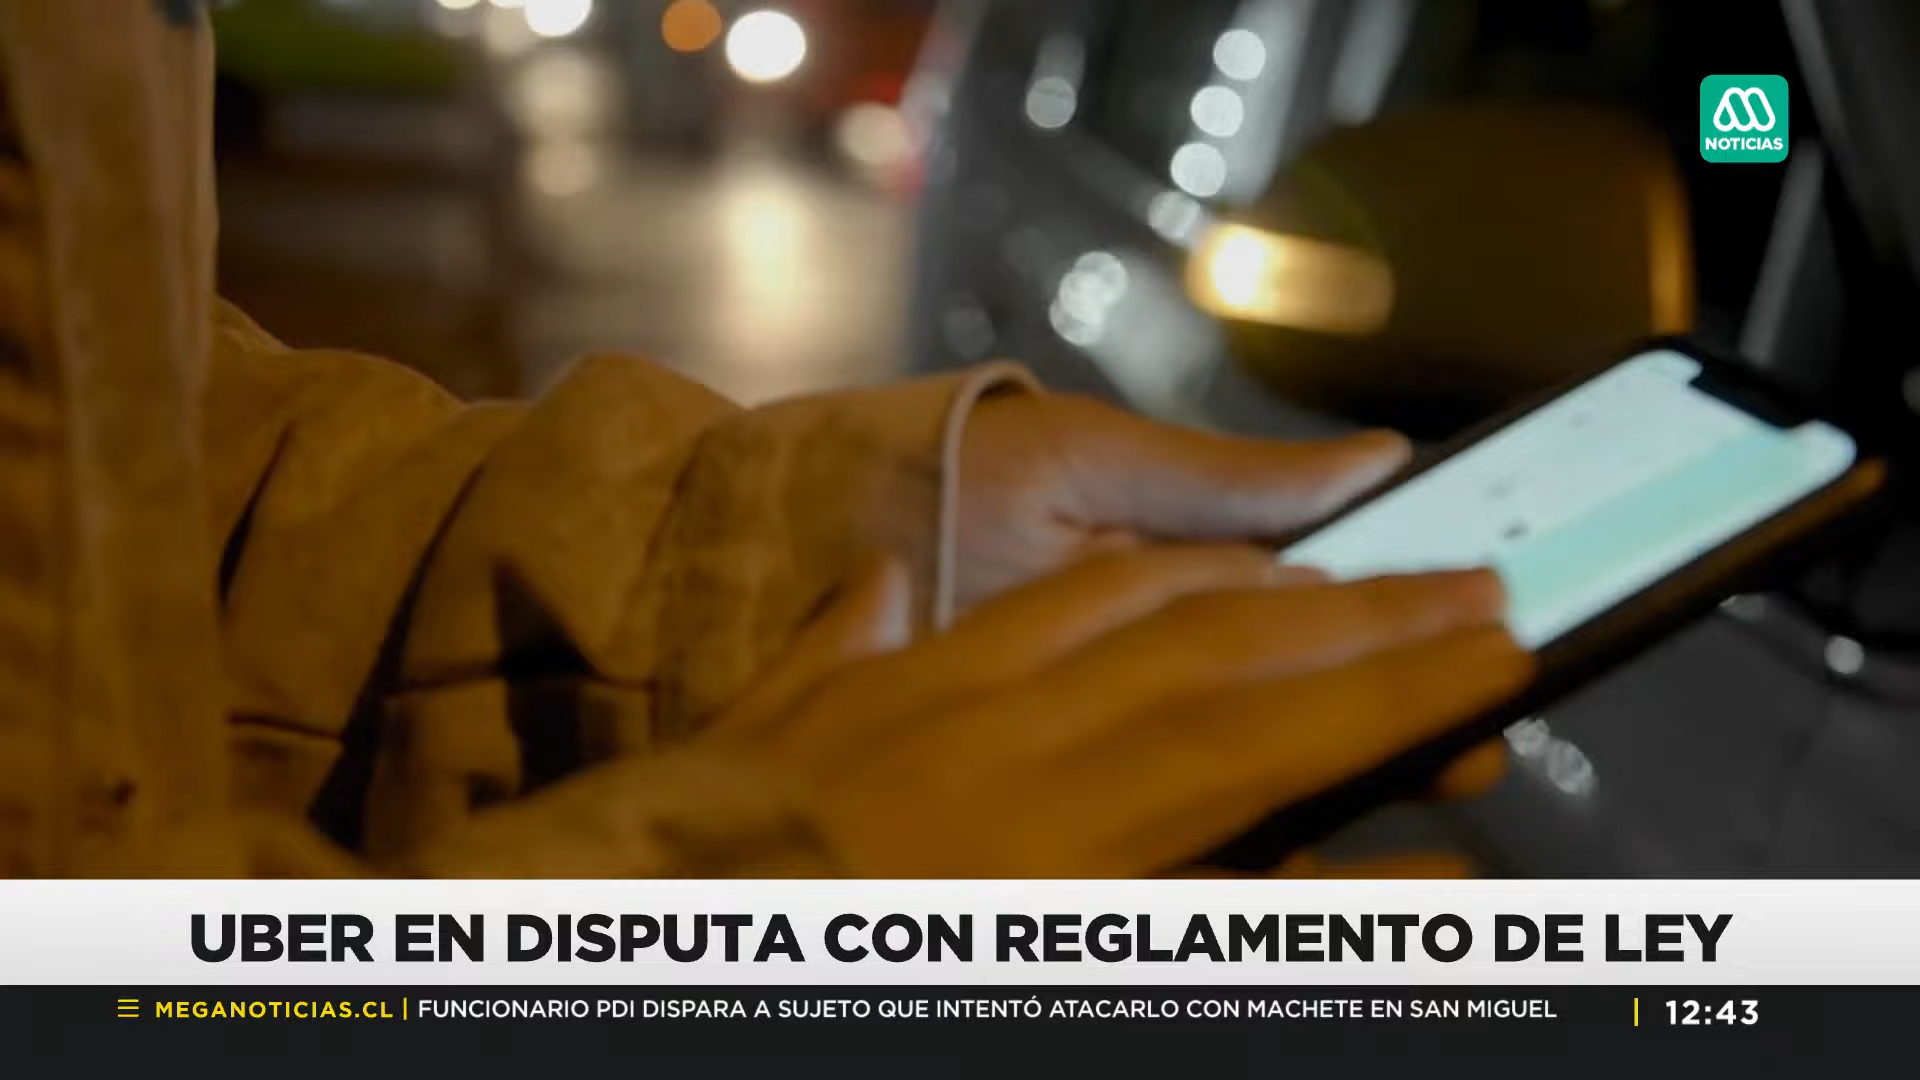 NOTICIAS
UBER EN DISPUTA CON REGLAMENTO DE LEY
MEGANOTICIAS.CL | FUNCIONARIO PDI DISPARA A SUJETO QUE INTENTÓ ATACARLO CON MACHETE EN SAN MIGUEL | 12:43